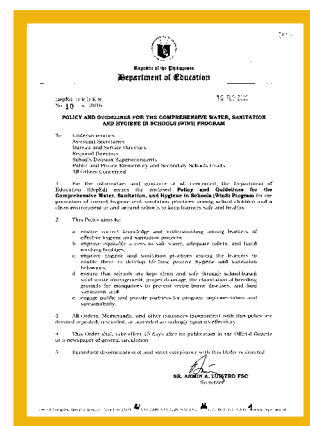 Republic of the Philippines
Department of Education
DepEd ORDER
No. 10 s. 2016
POLICY AND GUIDELINES FOR THE COMPREHENSIVE WATER, SANITATION
AND HYGIENE IN SCHOOLS (WINS) PROGRAM
To: Undersecretaries
Assistant Secretaries
Bureau and Service Directors
Regional Directors
Schools Division Superintendents
Public and Private Elementary and Secondary Schools Heads
All Others Concerned
1. For the information and guidance of all concerned, the Department of
Education (DepEd) issues the enclosed Policy and Guidelines for the
Comprehensive Water, Sanitation, and Hygiene in Schools (WinS) Program for the
promotion of correct hygiene and sanitation practices among school children and a
clean environment in and around schools to keep learners safe and healthy.
2. This Policy aims to:
a. ensure correct knowledge and understanding among learners of
effective hygiene and sanitation practices;
b. improve equitable access to safe water, adequate toilets, and hand
washing facilities;
c. improve hygiene and sanitation practices among the learners to
enable them to develop life-long positive hygiene and sanitation
behaviors;
d. ensure that schools are kept clean and safe through school-based
solid waste management, proper drainage, the elimination of breeding
grounds for mosquitoes to prevent vector-borne diseases, and food
sanitation; and
e. engage public and private partners for program implementation and
sustainability.
3. All Orders, Memoranda, and other issuances inconsistent with this policy are
deemed repealed, rescinded, or amended accordingly upon its effectivity.
4. This Order shall take effect 15 days after its publication in the Official Gazette
or a newspaper of general circulation.
5. Immediate dissemination of and strict compliance with this Order is directed.
BR. ARMIN A. LUISTRO FSC
Secretary